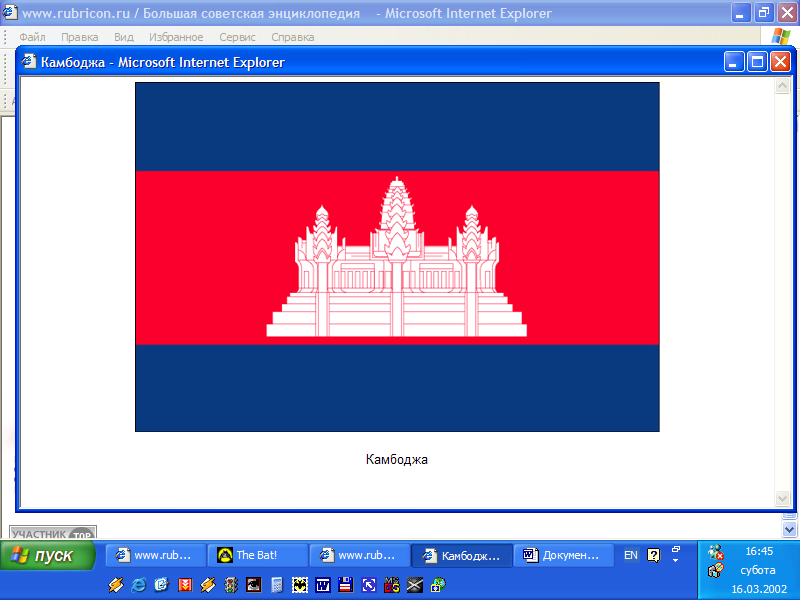 www.rubricon.ru / Большая советская энциклопедия - Microsoft Internet Explorer
Файл Правка Вид Избранное Сервис Справка
Камбоджа - Microsoft Internet Explorer
Камбоджа
УЧАСТНИК TOP
пуск www.rub... The Bat! www.rub... Камбодж... Докумен... EN
16:45
суббота
16.03.2002